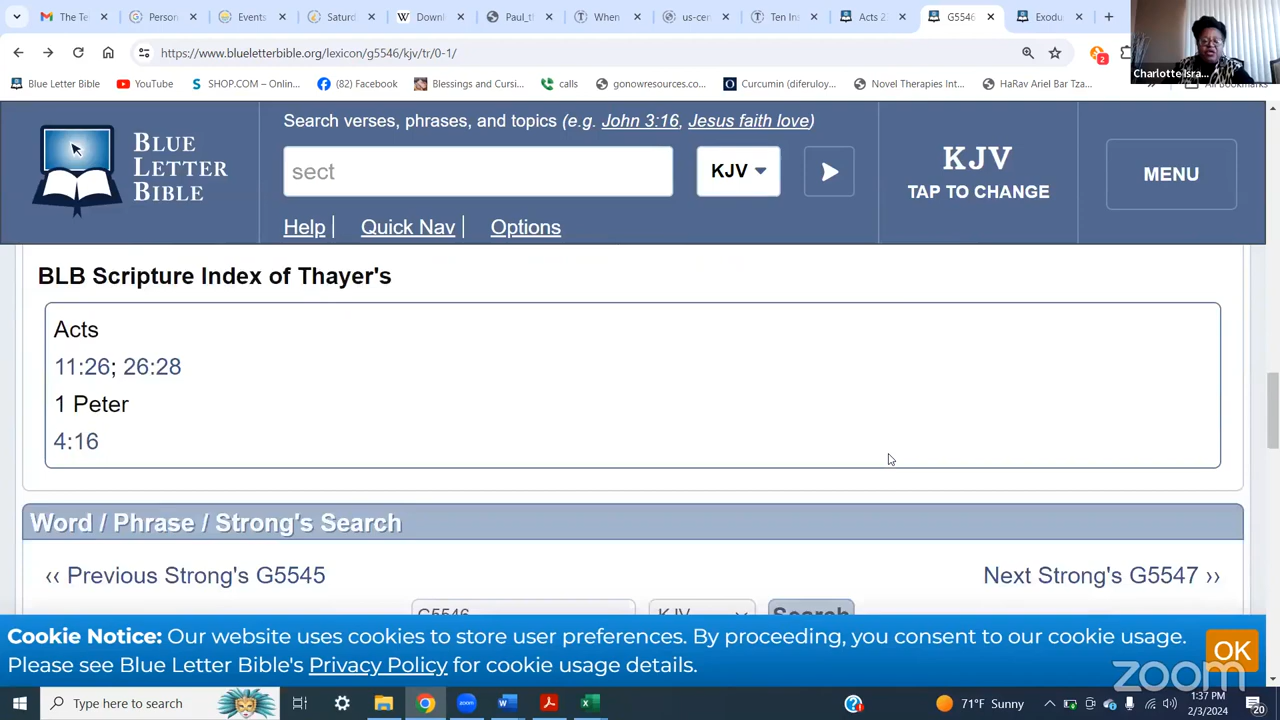 The Te
Person
Events
Saturd
Downl
Paul_tl
When
us-cer
Ten In
Acts 2
G5546
Exodu
https://www.blueletterbible.org/lexicon/g5546/kjv/tr/0-1/
2
Blue Letter Bible
YouTube
SHOP.COM – Onlin...
(82) Facebook
Blessings and Cursi...
calls
gonowresources.co...
Curcumin (diferuloy...
Novel Therapies Int...
HaRav Ariel Bar Tza...
Charlotte Isra...
BLUE
LETTER
BIBLE
Search verses, phrases, and topics (e.g. John 3:16, Jesus faith love)
sect
KJV
Help
Quick Nav
Options
KJV
TAP TO CHANGE
MENU
BLB Scripture Index of Thayer's
Acts
11:26; 26:28
1 Peter
4:16
Word / Phrase / Strong's Search
‹‹ Previous Strong's G5545
Next Strong's G5547 ››
G5546
KJV
Search
Cookie Notice: Our website uses cookies to store user preferences. By proceeding, you consent to our cookie usage.
Please see Blue Letter Bible's Privacy Policy for cookie usage details.
OK
zoom
Type here to search
71°F Sunny
1:37 PM
2/3/2024
20